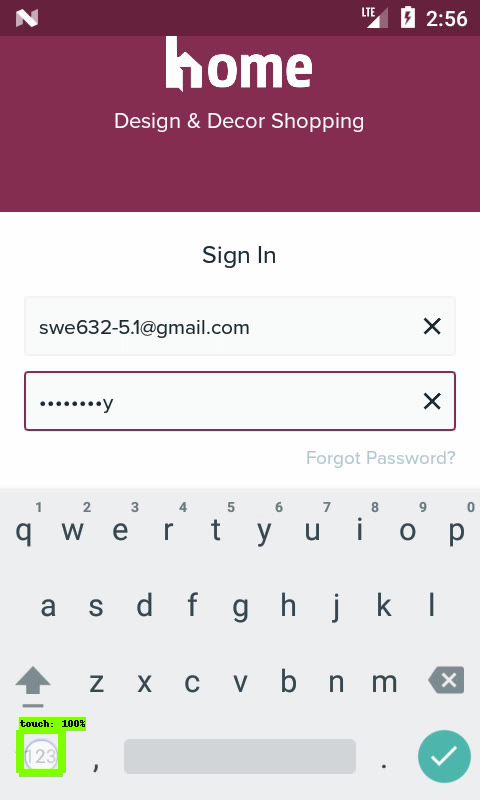 LTE 2:56
home
Design & Decor Shopping
Sign In
swe632-5.1@gmail.com
••••••••y
Forgot Password?
1 2 3 4 5 6 7 8 9 0
q w e r t y u i o p
a s d f g h j k l
z x c v b n m
touch: 100%
123 , .